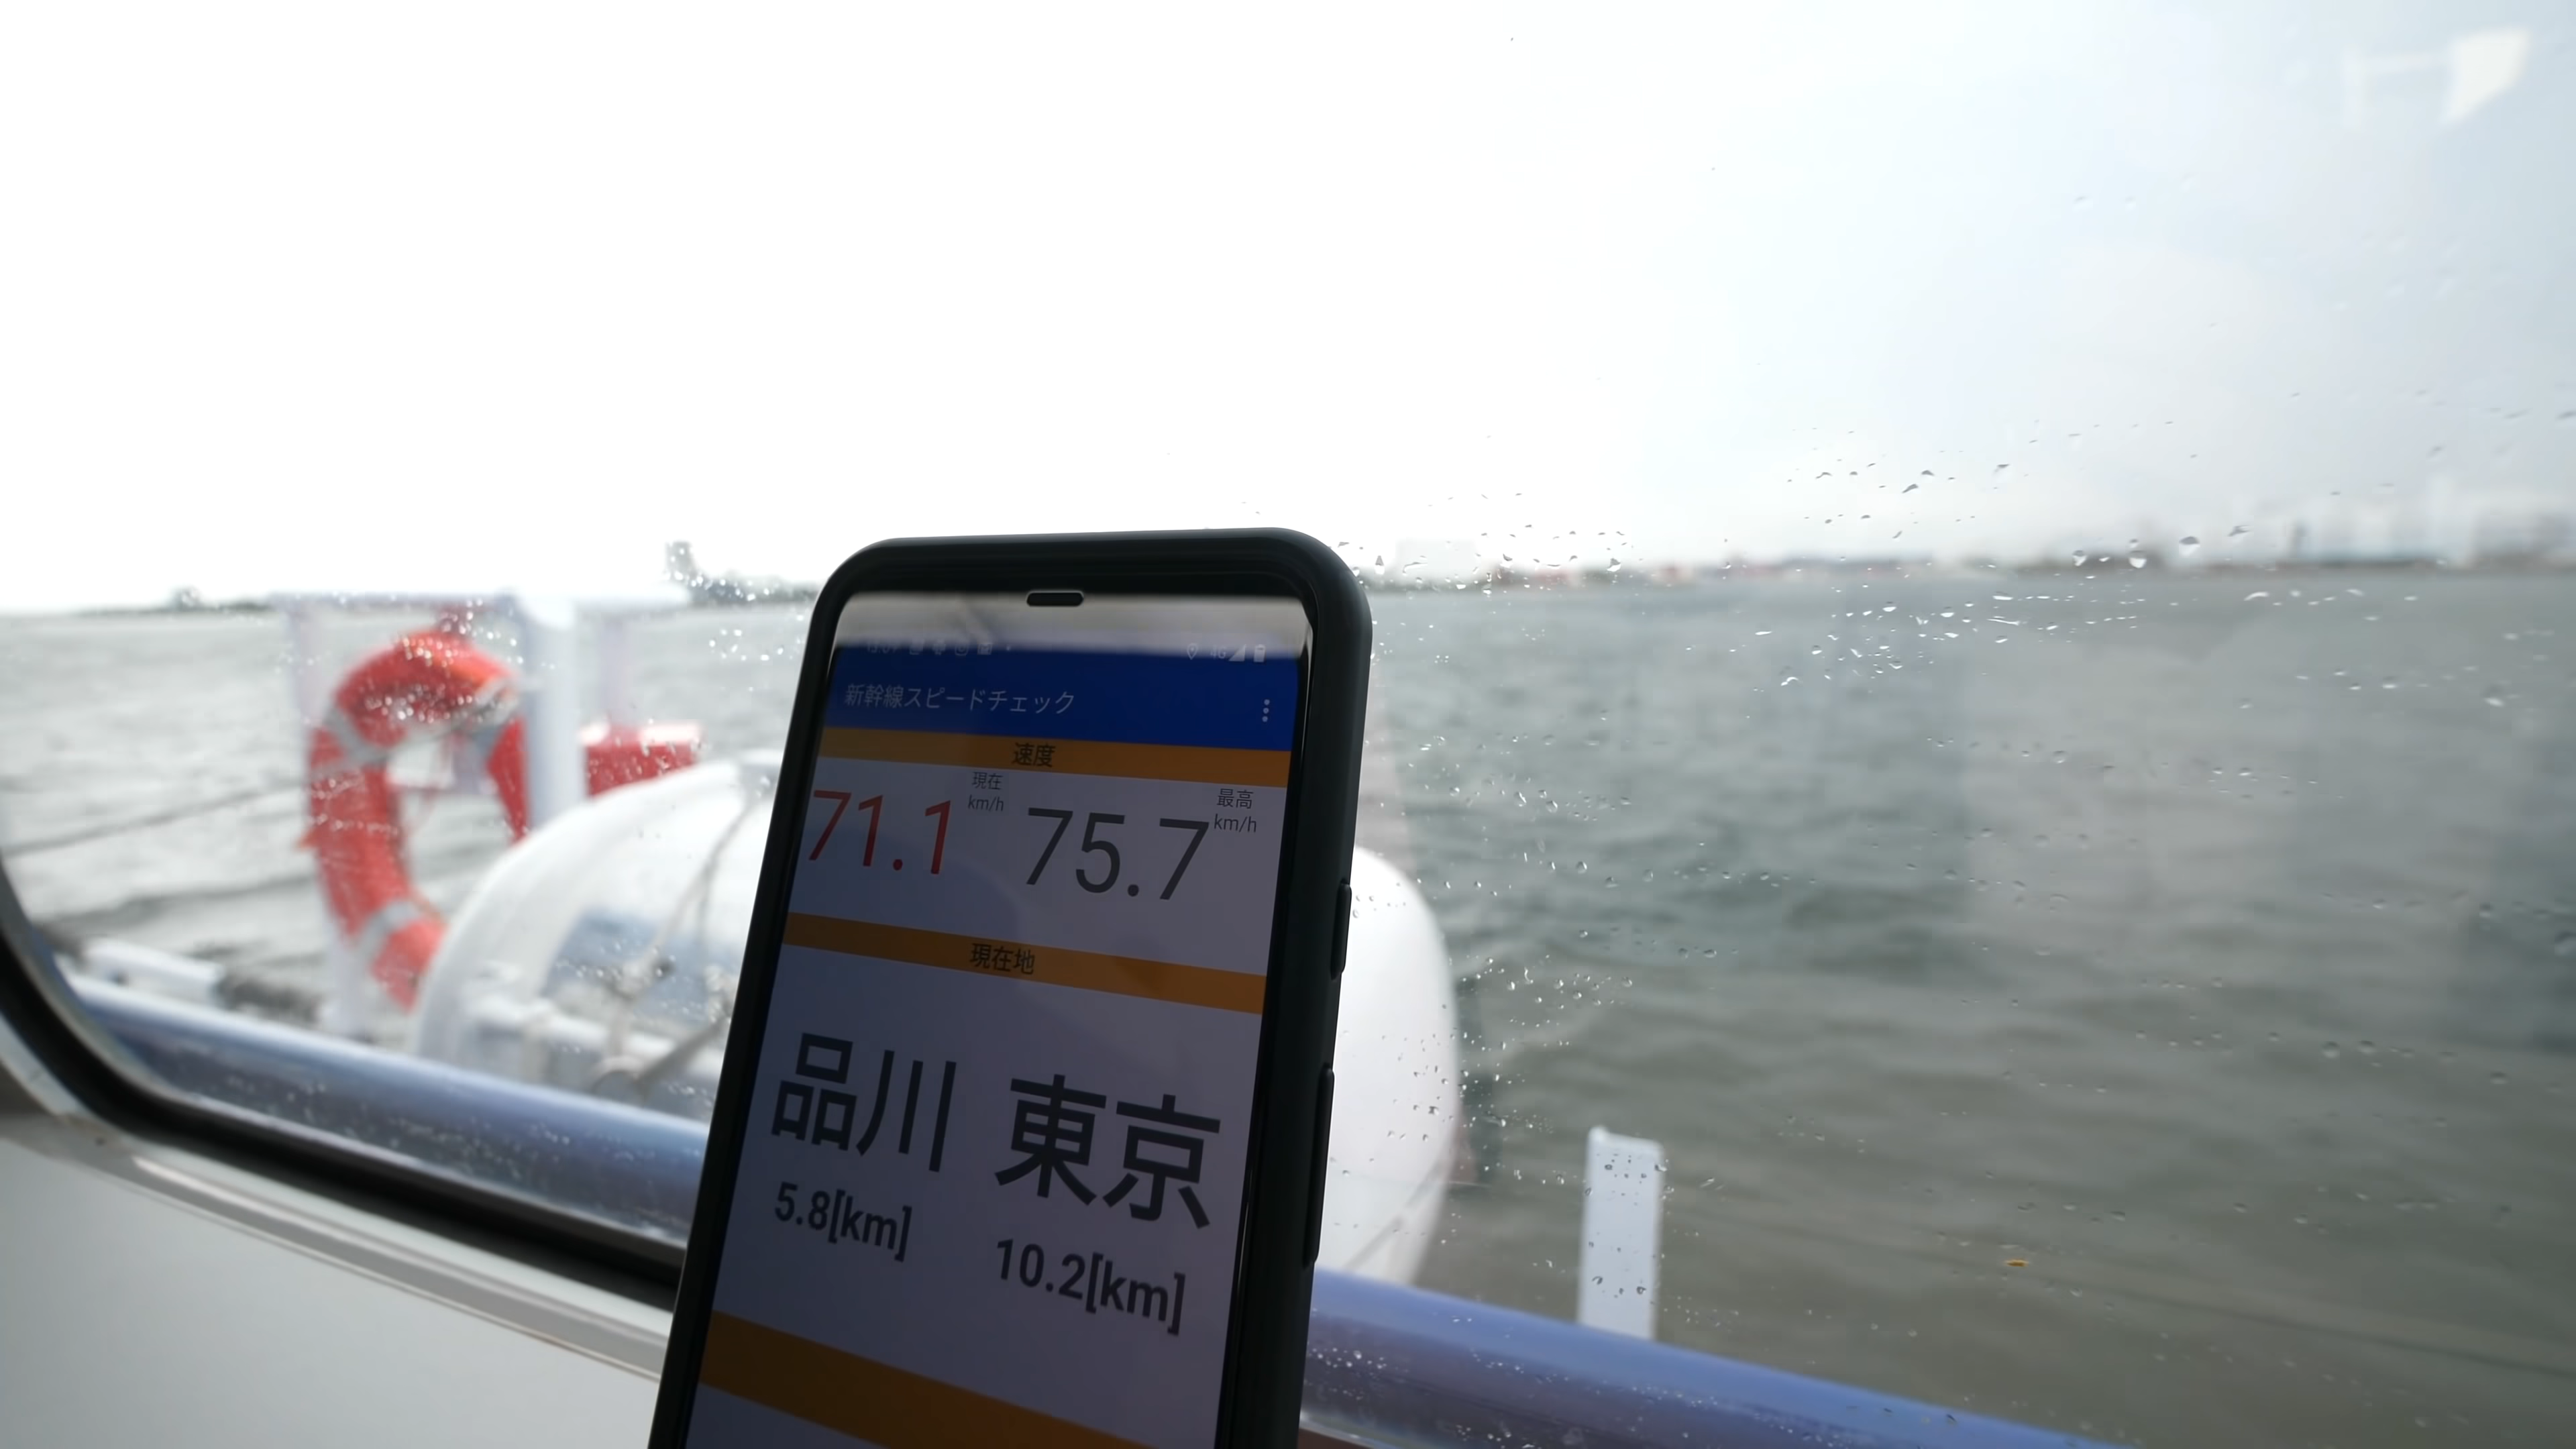 4G
新幹線スピードチェック
速度
71.1 現在 km/h 75.7 最高 km/h
現在地
品川 東京
5.8[km] 10.2[km]